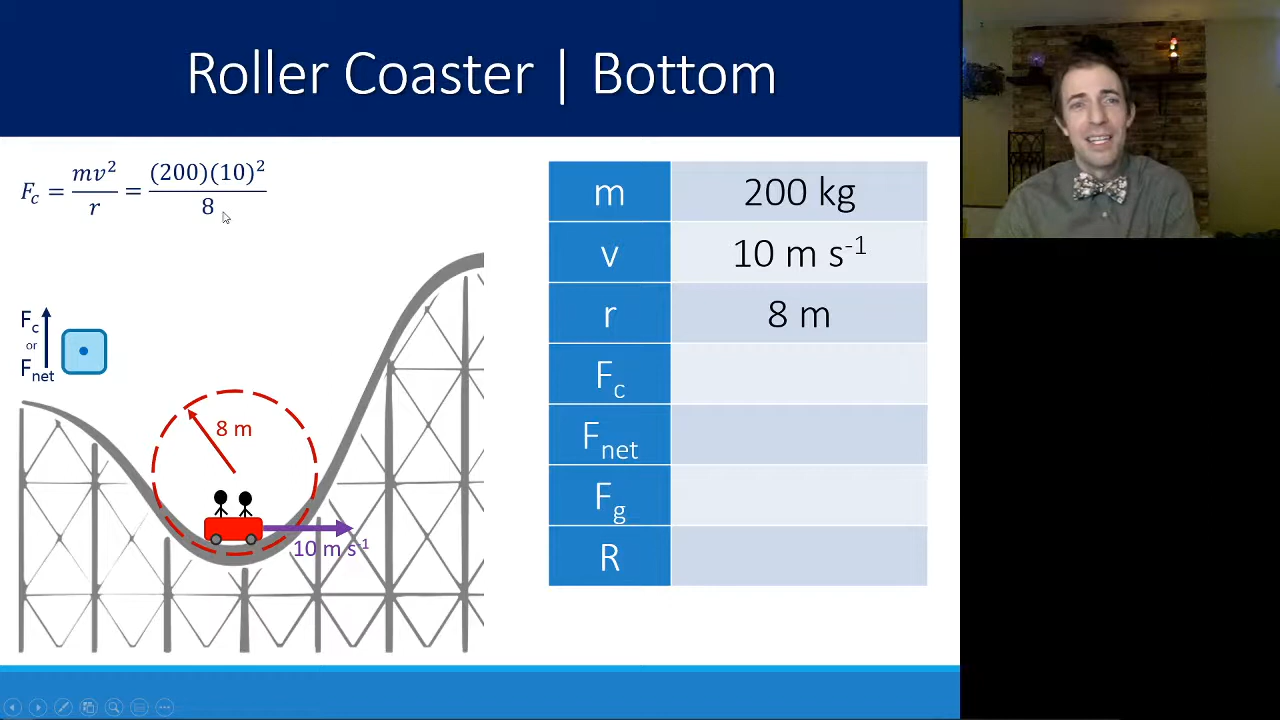 Roller Coaster | Bottom
F_c = mv²/r = (200)(10)²/8
m 200 kg
v 10 m s⁻¹
r 8 m
F_c
F_net
F_g
R
F_c
or
F_net
8 m
10 m s⁻¹